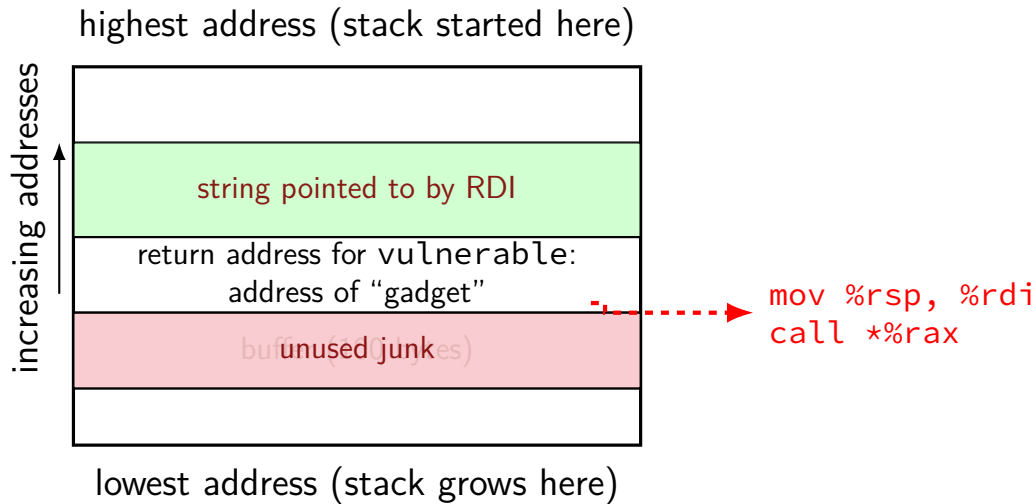 highest address (stack started here)
increasing addresses
string pointed to by RDI
return address for vulnerable:
address of “gadget”
mov %rsp, %rdi
call *%rax
unused junk
lowest address (stack grows here)